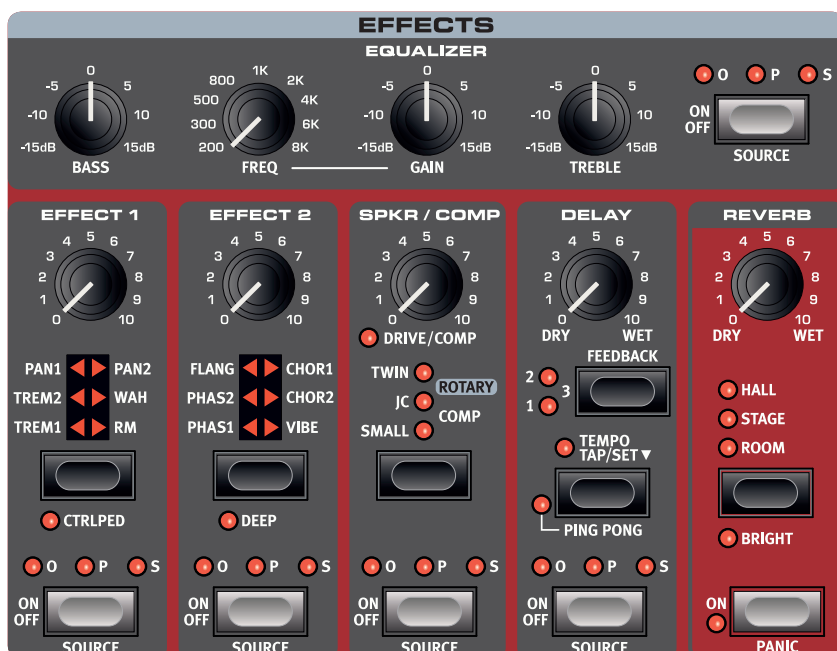 EFFECTS
EQUALIZER
-15dB -10 -5 0 5 10 15dB
BASS
200 300 500 800 1K 2K 4K 6K 8K
FREQ
-15dB -10 -5 0 5 10 15dB
GAIN
-15dB -10 -5 0 5 10 15dB
TREBLE
O P S
ON
OFF
SOURCE
EFFECT 1
0 1 2 3 4 5 6 7 8 9 10
PAN1 PAN2
TREM2 WAH
TREM1 RM
CTRLPED
O P S
ON
OFF
SOURCE
EFFECT 2
0 1 2 3 4 5 6 7 8 9 10
FLANG CHOR1
PHAS2 CHOR2
PHAS1 VIBE
DEEP
O P S
ON
OFF
SOURCE
SPKR / COMP
0 1 2 3 4 5 6 7 8 9 10
DRIVE/COMP
TWIN
ROTARY
JC
COMP
SMALL
O P S
ON
OFF
SOURCE
DELAY
0 1 2 3 4 5 6 7 8 9 10
DRY WET
FEEDBACK
2
3
1
TEMPO
TAP/SET ▼
PING PONG
O P S
ON
OFF
SOURCE
REVERB
0 1 2 3 4 5 6 7 8 9 10
DRY WET
HALL
STAGE
ROOM
BRIGHT
ON
PANIC